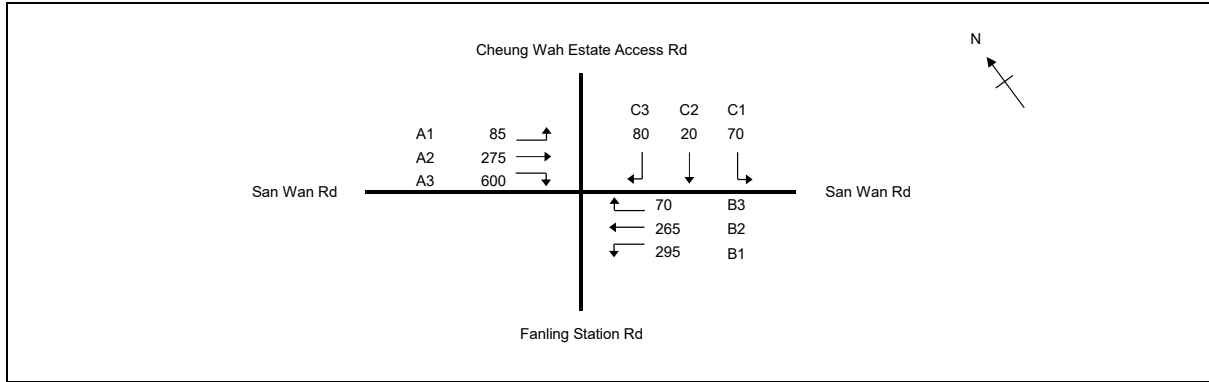 N
Cheung Wah Estate Access Rd
C3 C2 C1
A1 85 80 20 70
A2 275
A3 600
San Wan Rd San Wan Rd
70 B3
265 B2
295 B1
Fanling Station Rd